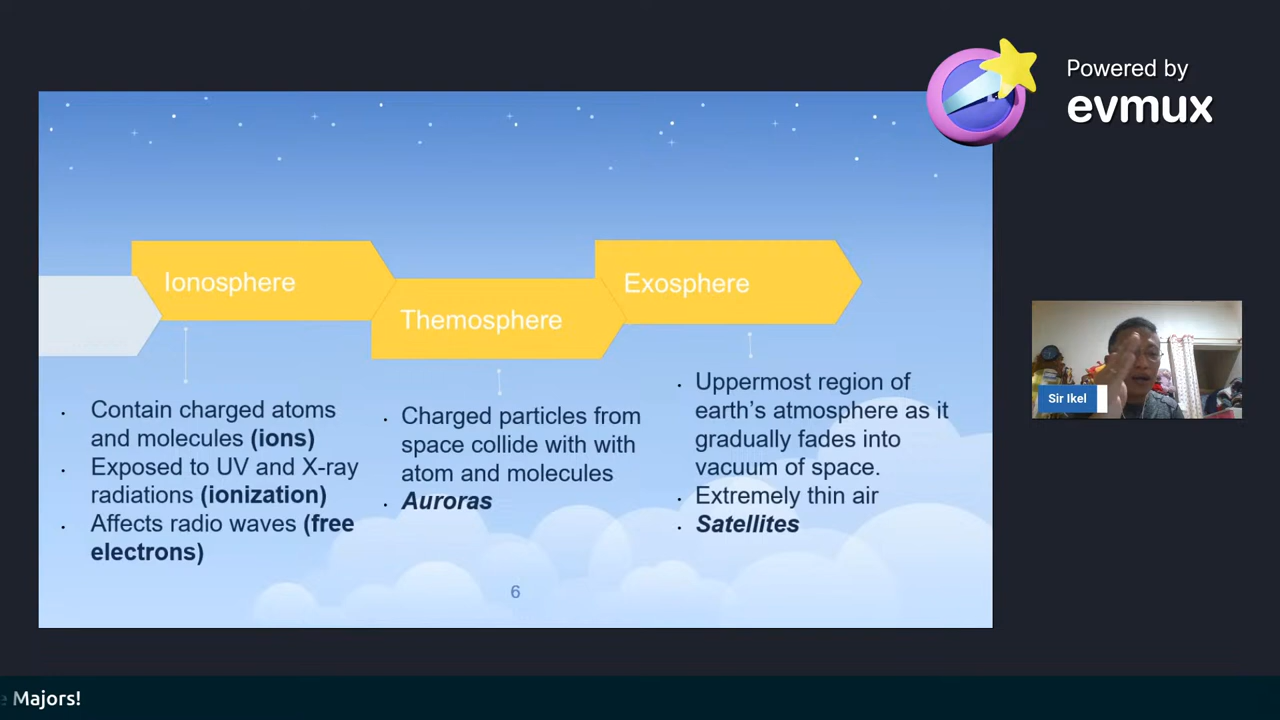 Powered by
evmux
Ionosphere
Themosphere
Exosphere
· Contain charged atoms
and molecules (ions)
· Exposed to UV and X-ray
radiations (ionization)
· Affects radio waves (free
electrons)
· Charged particles from
space collide with with
atom and molecules
· Auroras
· Uppermost region of
earth's atmosphere as it
gradually fades into
vacuum of space.
· Extremely thin air
· Satellites
6
Sir Ikel
e Majors!